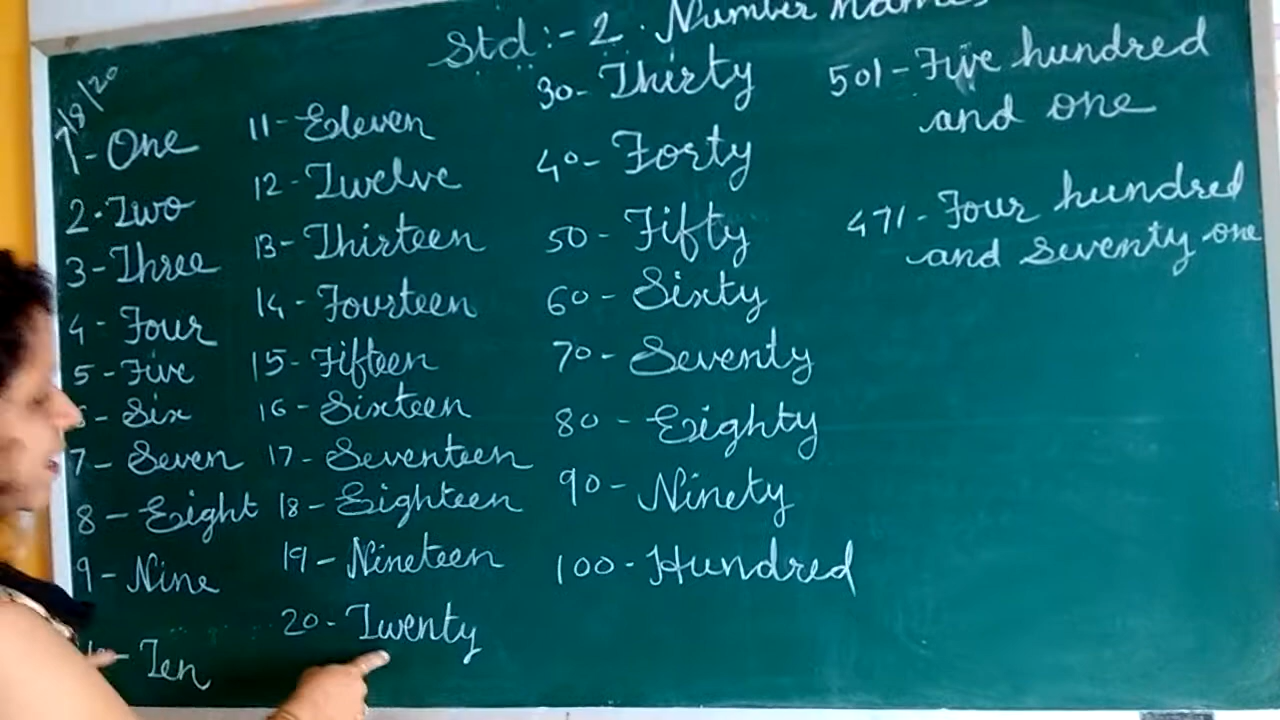 Std:- 2. Number names
7/8/20
1- One
2. Two
3- Three
4- Four
5- Five
6- Six
7- Seven
8- Eight
9- Nine
- Ten
11- Eleven
12- Twelve
13- Thirteen
14- Fourteen
15- Fifteen
16- Sixteen
17- Seventeen
18- Eighteen
19- Nineteen
20- Twenty
30- Thirty
40- Forty
50- Fifty
60- Sixty
70- Seventy
80- Eighty
90- Ninety
100- Hundred
501- Five hundred
and one
471- Four hundred
and seventy one